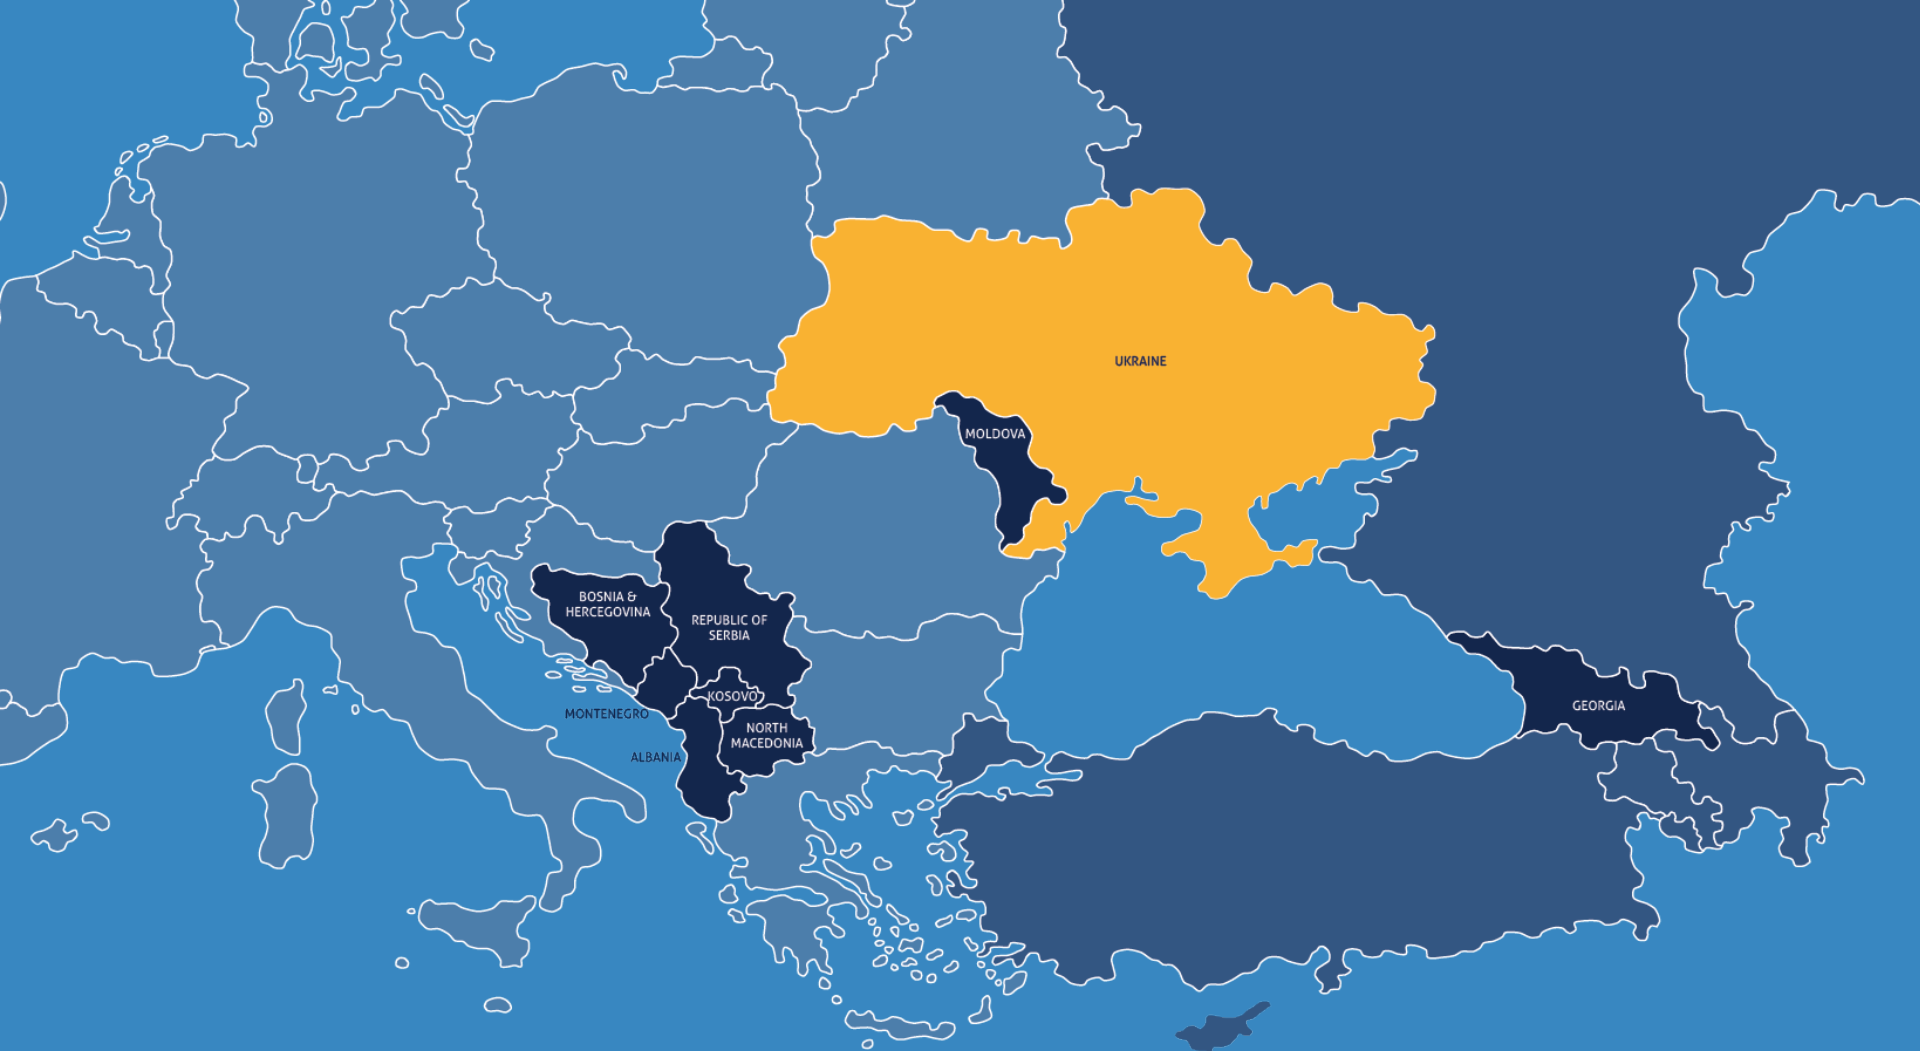 UKRAINE
MOLDOVA
BOSNIA &
HERCEGOVINA
REPUBLIC OF
SERBIA
KOSOVO
MONTENEGRO
GEORGIA
NORTH
MACEDONIA
ALBANIA